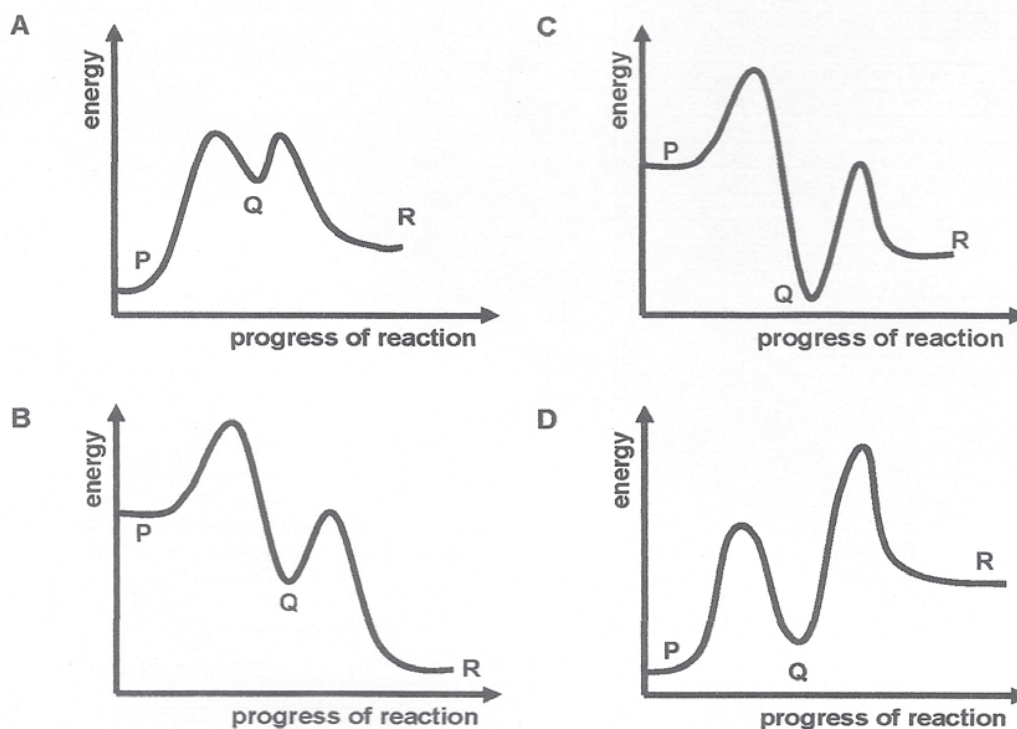 A
energy
P
Q
R
progress of reaction
B
energy
P
Q
R
progress of reaction
C
energy
P
Q
R
progress of reaction
D
energy
P
Q
R
progress of reaction